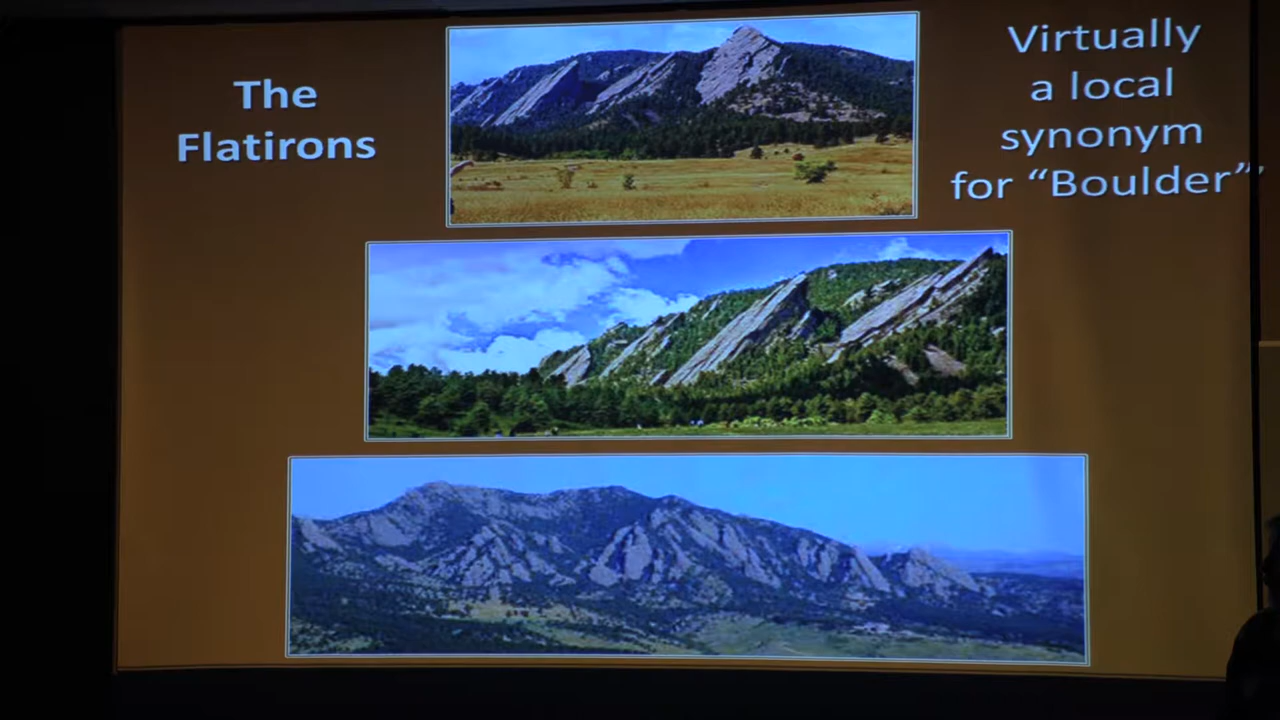 The
Flatirons
Virtually
a local
synonym
for “Boulder”